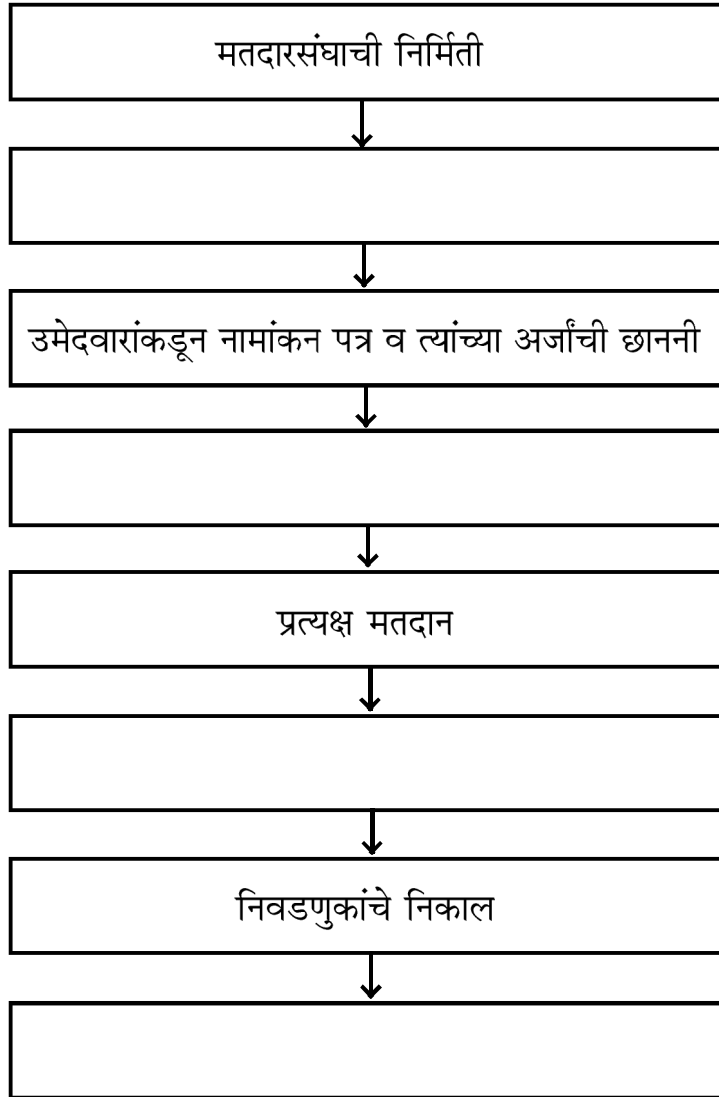 मतदारसंघाची निर्मिती
उमेदवारांकडून नामांकन पत्र व त्यांच्या अर्जांची छाननी
प्रत्यक्ष मतदान
निवडणुकांचे निकाल